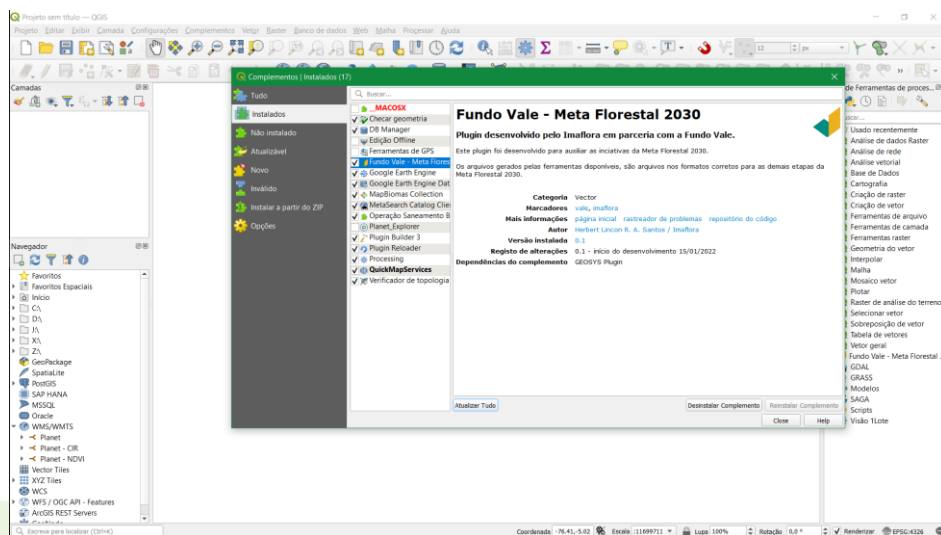 Projeto sem título — QGIS
Projeto Editar Exibir Camada Configurações Complementos Vetor Raster Banco de dados Web Malha Processar Ajuda
12
px
Camadas
Complementos | Instalados (17)
Tudo
Instalados
Não instalado
Atualizável
Novo
Inválido
Instalar a partir do ZIP
Opções
Buscar...
_MACOSX
Checar geometria
DB Manager
Edição Offline
Ferramentas de GPS
Fundo Vale - Meta Flores
Google Earth Engine
Google Earth Engine Dat
MapBiomas Collection
MetaSearch Catalog Clie
Operação Saneamento B
Planet_Explorer
Plugin Builder 3
Plugin Reloader
Processing
QuickMapServices
Verificador de topologia
Fundo Vale - Meta Florestal 2030
Plugin desenvolvido pelo Imaflora em parceria com a Fundo Vale.
Este plugin foi desenvolvido para auxiliar as inciativas da Meta Florestal 2030.
Os arquivos gerados pelas ferramentas disponíveis, são arquivos nos formatos corretos para as demais etapas da
Meta Florestal 2030.
Categoria Vector
Marcadores vale, imaflora
Mais informações página inicial rastreador de problemas repositório do código
Autor Herbert Lincon R. A. Santos / Imaflora
Versão instalada 0.1
Registo de alterações 0.1 - início do desenvolvimento 15/01/2022
Dependências do complemento GEOSYS Plugin
Atualizar Tudo
Desinstalar Complemento
Reinstalar Complemento
Close
Help
Navegador
Favoritos
Favoritos Espaciais
Início
C:\
D:\
J:\
X:\
Z:\
GeoPackage
SpatiaLite
PostGIS
SAP HANA
MSSQL
Oracle
WMS/WMTS
Planet
Planet - CIR
Planet - NDVI
Vector Tiles
XYZ Tiles
WCS
WFS / OGC API - Features
ArcGIS REST Servers
de Ferramentas de proces...
Usado recentemente
Análise de dados Raster
Análise de rede
Análise vetorial
Base de Dados
Cartografia
Criação de raster
Criação de vetor
Ferramentas de arquivo
Ferramentas de camada
Ferramentas raster
Geometria do vetor
Interpolar
Malha
Mosaico vetor
Plotar
Raster de análise do terreno
Selecionar vetor
Sobreposição de vetor
Tabela de vetores
Vetor geral
Fundo Vale - Meta Florestal ...
GDAL
GRASS
Modelos
SAGA
Scripts
Visão 1Lote
Escreva para localizar (Ctrl+K)
Coordenada -76.41,-5.02 Escala :11699711 Lupa 100% Rotação 0,0 ° Renderizar EPSG:4326